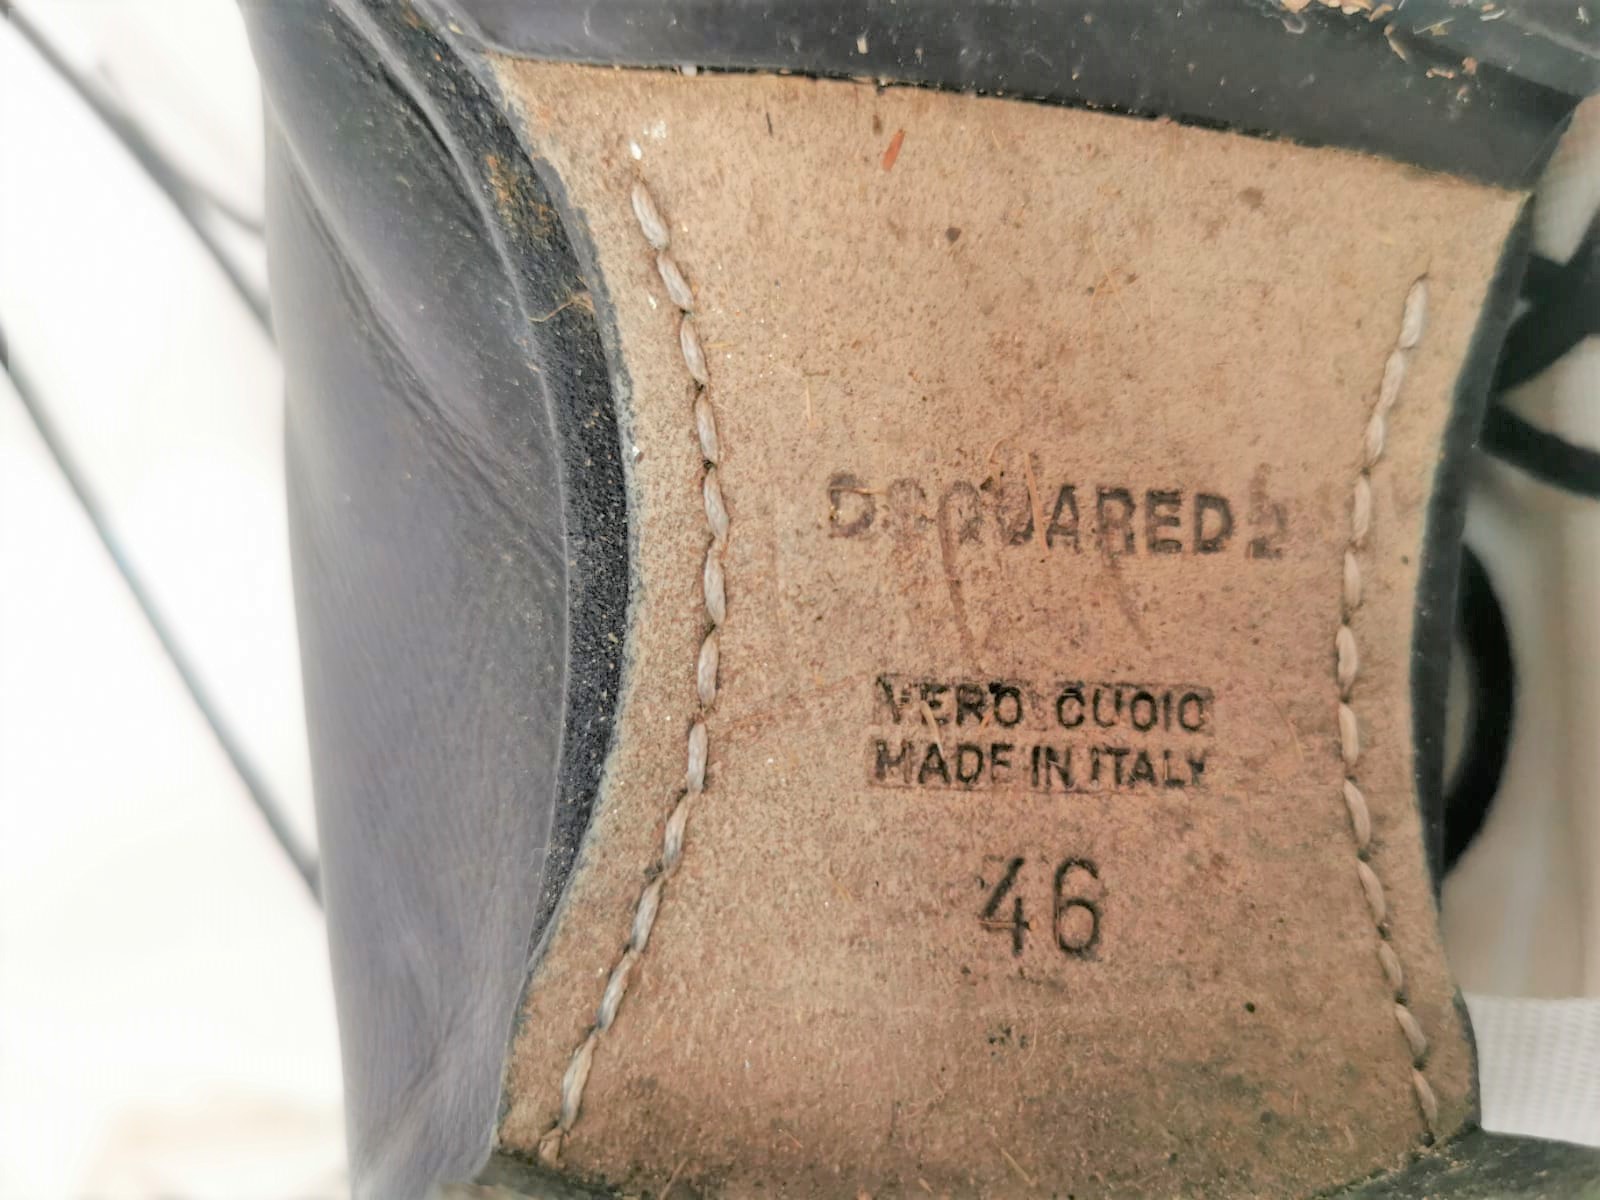 DSQUARED2
VERO CUOIO
MADE IN ITALY
46